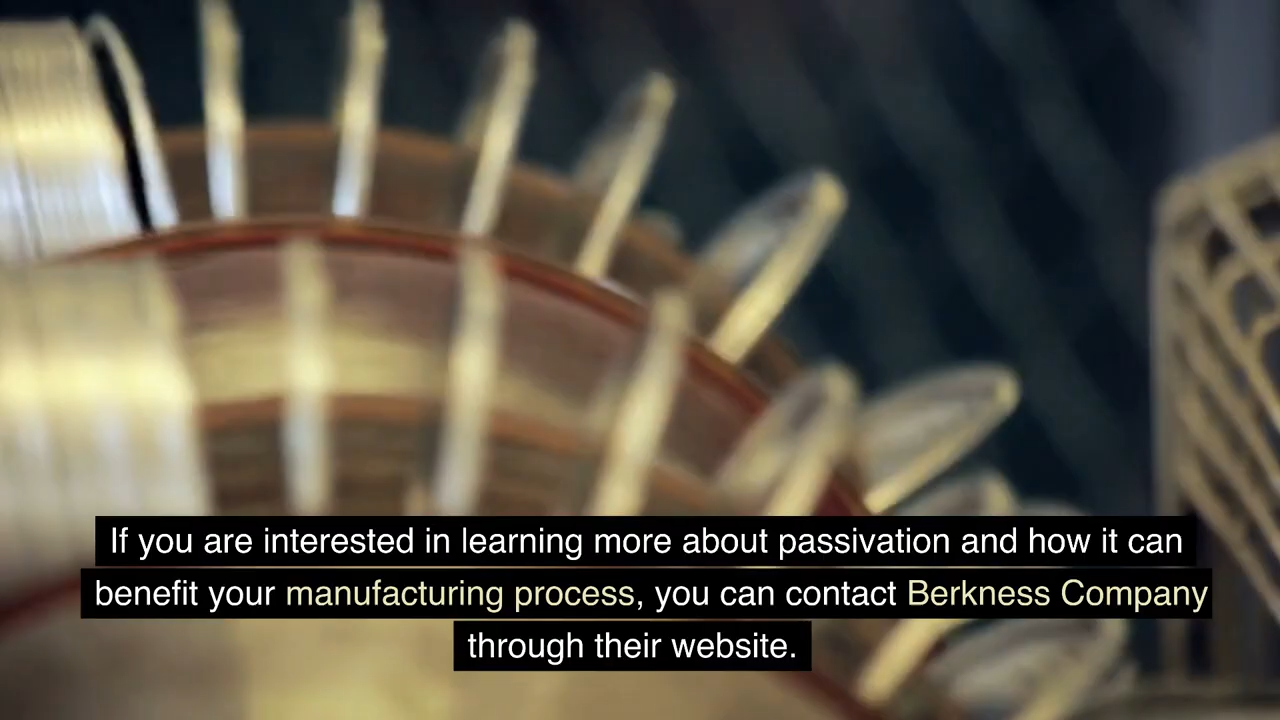 If you are interested in learning more about passivation and how it can
benefit your manufacturing process, you can contact Berkness Company
through their website.